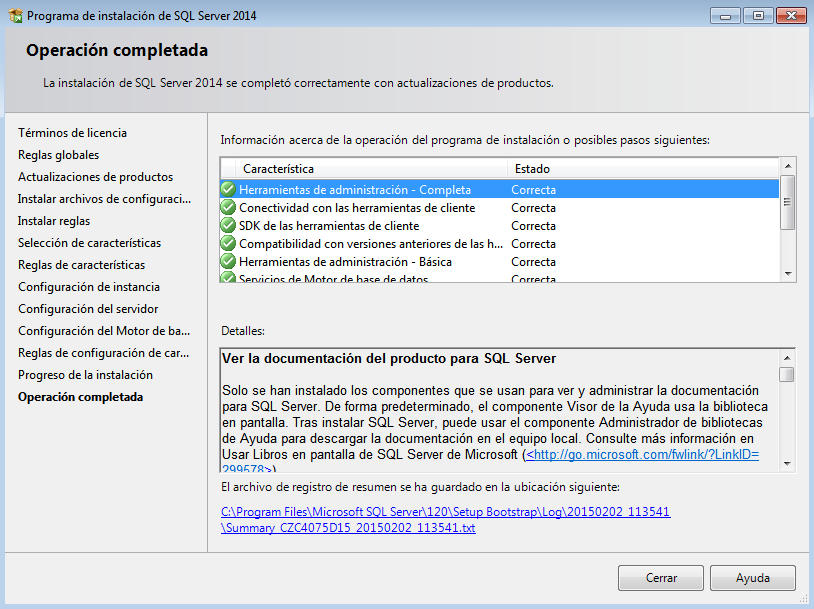 Programa de instalación de SQL Server 2014
Operación completada
La instalación de SQL Server 2014 se completó correctamente con actualizaciones de productos.
Términos de licencia
Reglas globales
Actualizaciones de productos
Instalar archivos de configuraci...
Instalar reglas
Selección de características
Reglas de características
Configuración de instancia
Configuración del servidor
Configuración del Motor de ba...
Reglas de configuración de car...
Progreso de la instalación
Operación completada
Información acerca de la operación del programa de instalación o posibles pasos siguientes:
Característica Estado
Herramientas de administración - Completa Correcta
Conectividad con las herramientas de cliente Correcta
SDK de las herramientas de cliente Correcta
Compatibilidad con versiones anteriores de las h... Correcta
Herramientas de administración - Básica Correcta
Servicios de Motor de base de datos Correcta
Detalles:
Ver la documentación del producto para SQL Server
Solo se han instalado los componentes que se usan para ver y administrar la documentación
para SQL Server. De forma predeterminado, el componente Visor de la Ayuda usa la biblioteca
en pantalla. Tras instalar SQL Server, puede usar el componente Administrador de bibliotecas
de Ayuda para descargar la documentación en el equipo local. Consulte más información en
Usar Libros en pantalla de SQL Server de Microsoft (<http://go.microsoft.com/fwlink/?LinkID=
299578>)
El archivo de registro de resumen se ha guardado en la ubicación siguiente:
C:\Program Files\Microsoft SQL Server\120\Setup Bootstrap\Log\20150202_113541
\Summary_CZC4075D15_20150202_113541.txt
Cerrar
Ayuda